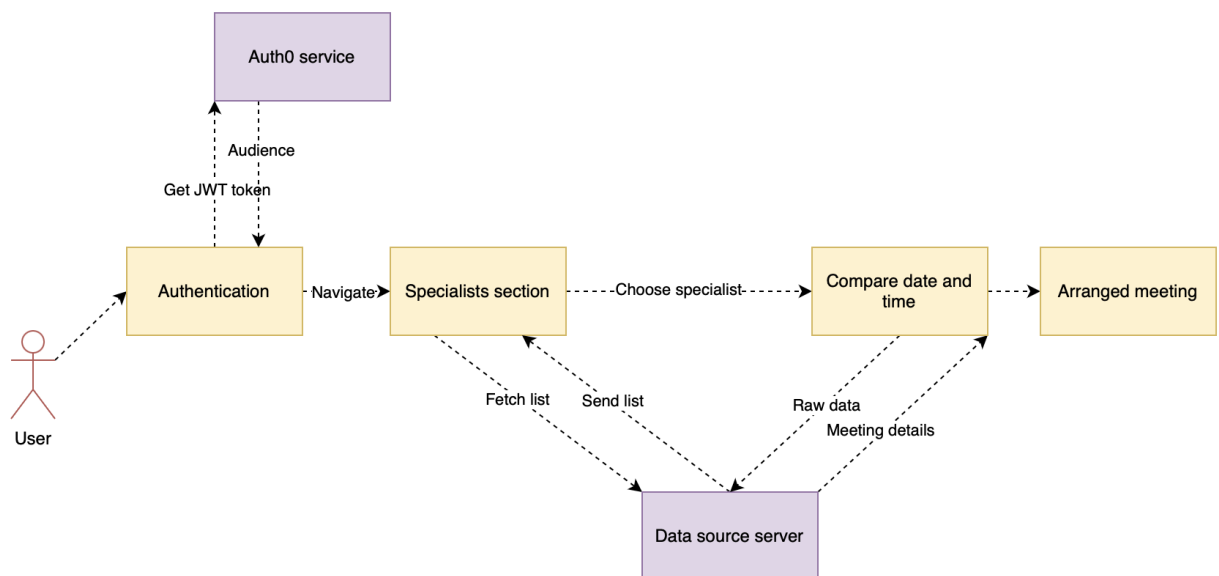 Auth0 service
Audience
Get JWT token
Authentication
Navigate
Specialists section
Choose specialist
Compare date and
time
Arranged meeting
User
Fetch list
Send list
Raw data
Meeting details
Data source server